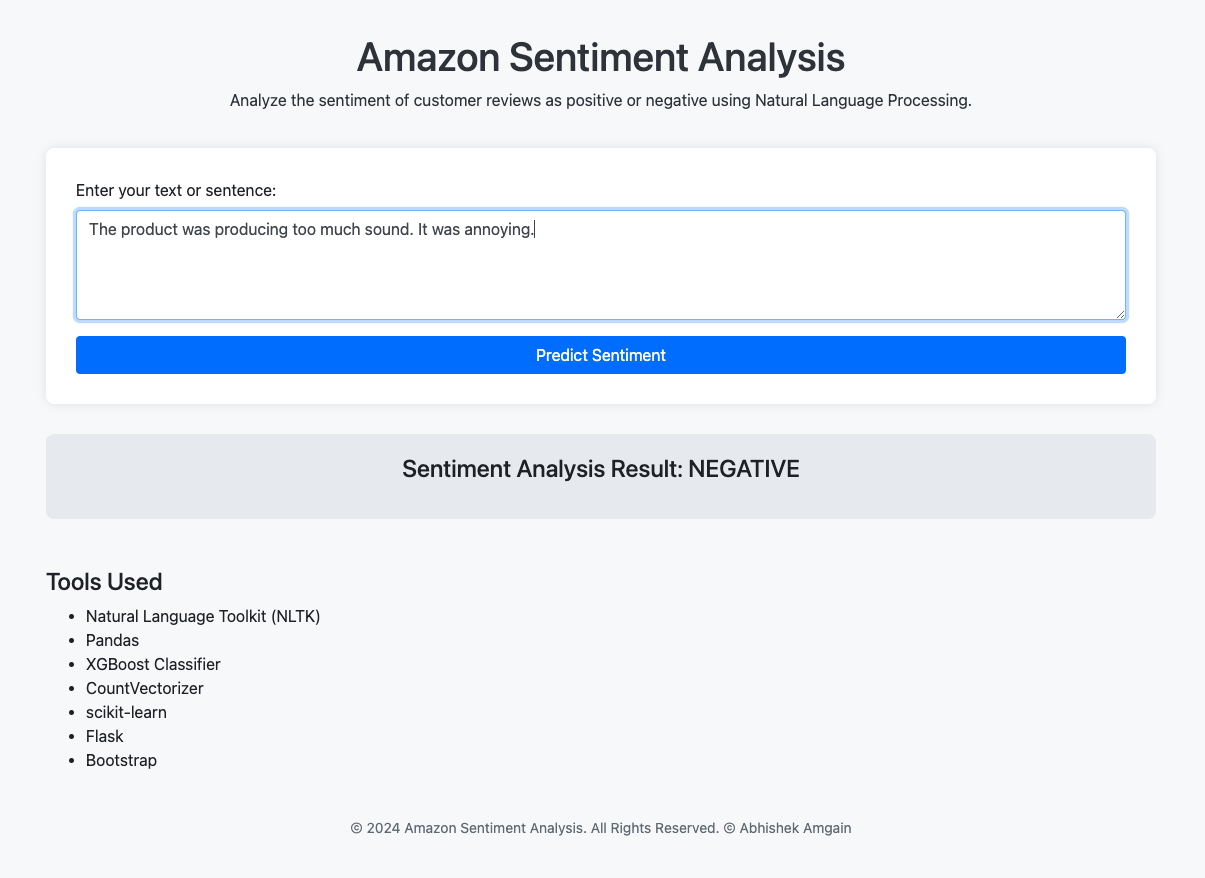 Amazon Sentiment Analysis
Analyze the sentiment of customer reviews as positive or negative using Natural Language Processing.
Enter your text or sentence:
The product was producing too much sound. It was annoying.
Predict Sentiment
Sentiment Analysis Result: NEGATIVE
Tools Used
• Natural Language Toolkit (NLTK)
• Pandas
• XGBoost Classifier
• CountVectorizer
• scikit-learn
• Flask
• Bootstrap
© 2024 Amazon Sentiment Analysis. All Rights Reserved. © Abhishek Amgain